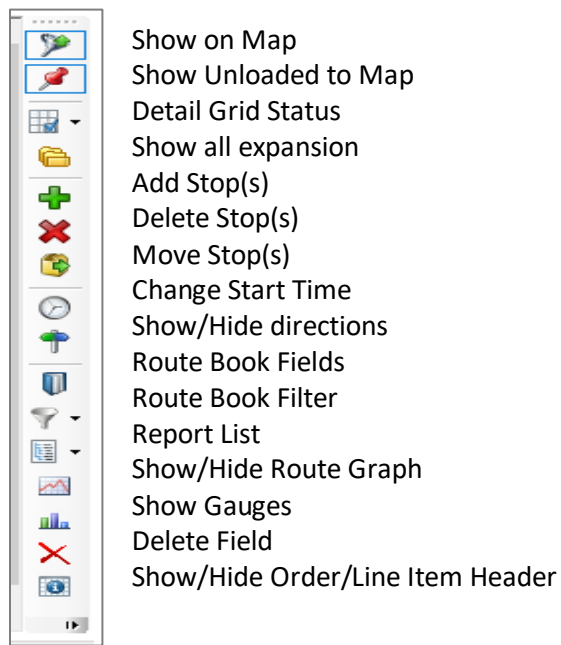 Show on Map
Show Unloaded to Map
Detail Grid Status
Show all expansion
Add Stop(s)
Delete Stop(s)
Move Stop(s)
Change Start Time
Show/Hide directions
Route Book Fields
Route Book Filter
Report List
Show/Hide Route Graph
Show Gauges
Delete Field
Show/Hide Order/Line Item Header